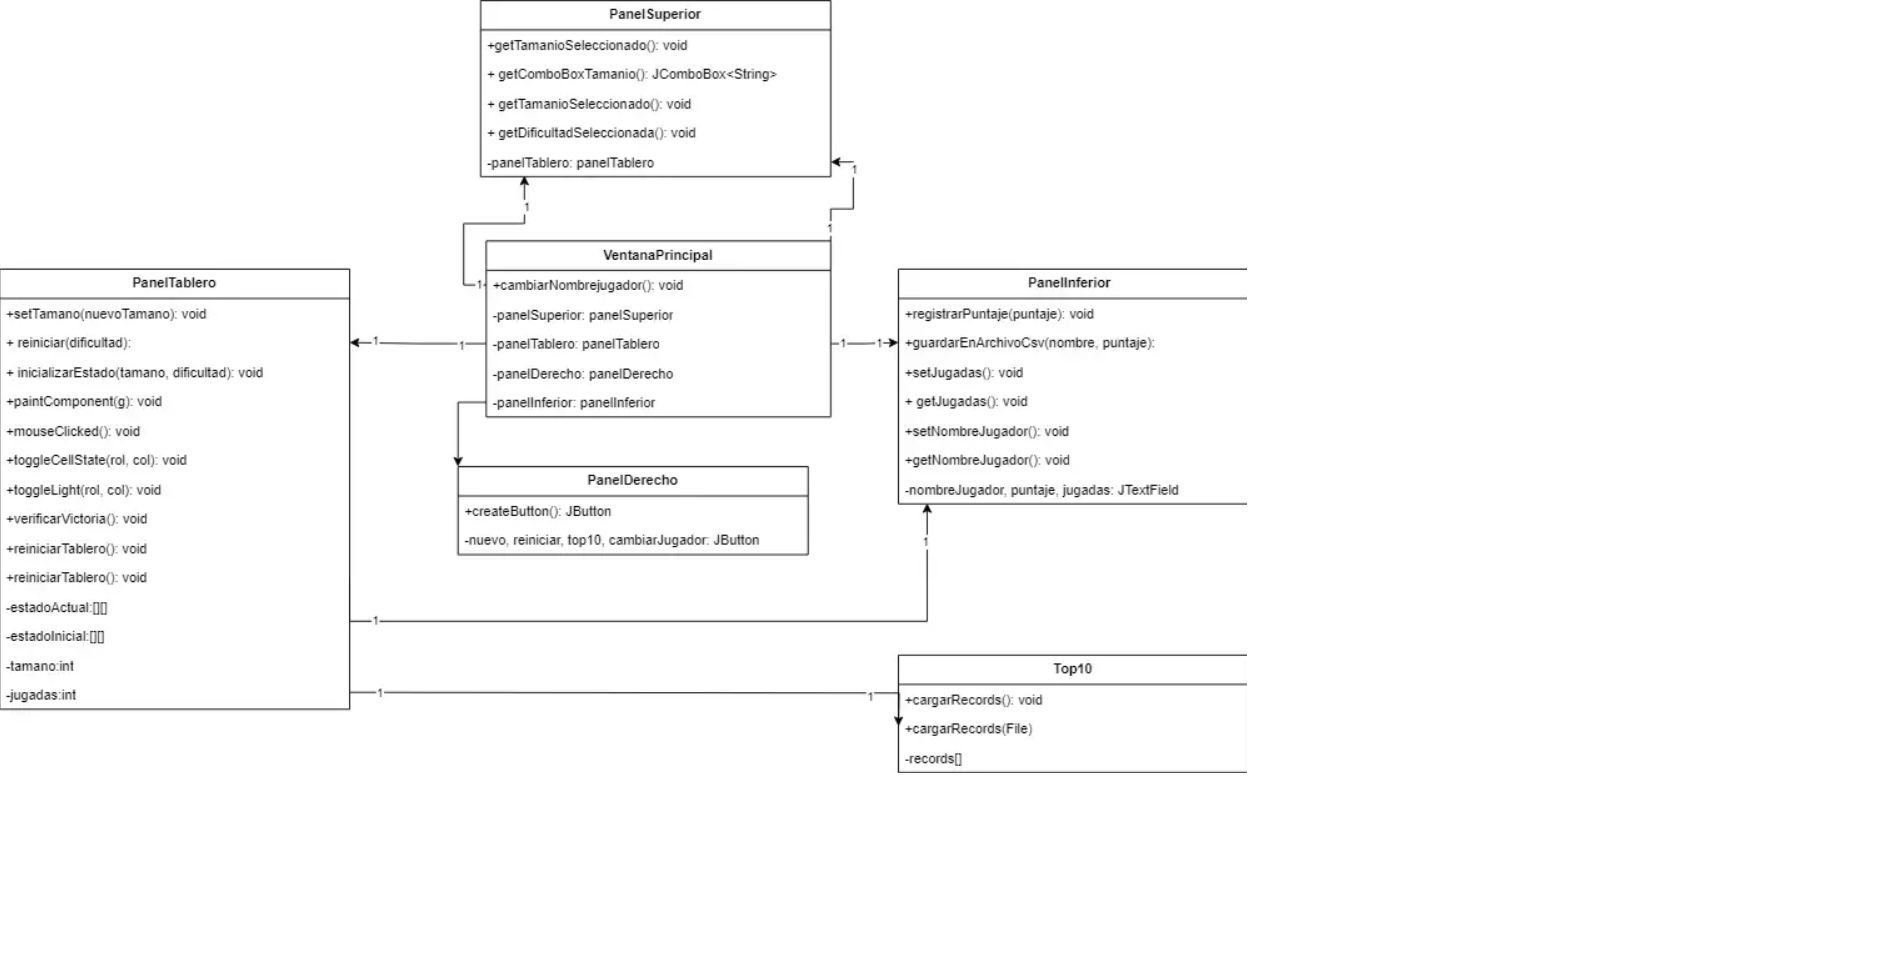 PanelSuperior
+getTamanioSeleccionado(): void
+ getComboBoxTamanio(): JComboBox<String>
+ getTamanioSeleccionado(): void
+ getDificultadSeleccionada(): void
-panelTablero: panelTablero
1
1
1
1
VentanaPrincipal
+cambiarNombrejugador(): void
-panelSuperior: panelSuperior
-panelTablero: panelTablero
-panelDerecho: panelDerecho
-panelInferior: panelInferior
1
1
1
1
PanelTablero
+setTamano(nuevoTamano): void
+ reiniciar(dificultad):
+ inicializarEstado(tamano, dificultad): void
+paintComponent(g): void
+mouseClicked(): void
+toggleCellState(rol, col): void
+toggleLight(rol, col): void
+verificarVictoria(): void
+reiniciarTablero(): void
+reiniciarTablero(): void
-estadoActual:[][]
-estadoInicial:[][]
-tamano:int
-jugadas:int
PanelDerecho
+createButton(): JButton
-nuevo, reiniciar, top10, cambiarJugador: JButton
PanelInferior
+registrarPuntaje(puntaje): void
+guardarEnArchivoCsv(nombre, puntaje):
+setJugadas(): void
+ getJugadas(): void
+setNombreJugador(): void
+getNombreJugador(): void
-nombreJugador, puntaje, jugadas: JTextField
1
1
1
1
Top10
+cargarRecords(): void
+cargarRecords(File)
-records[]